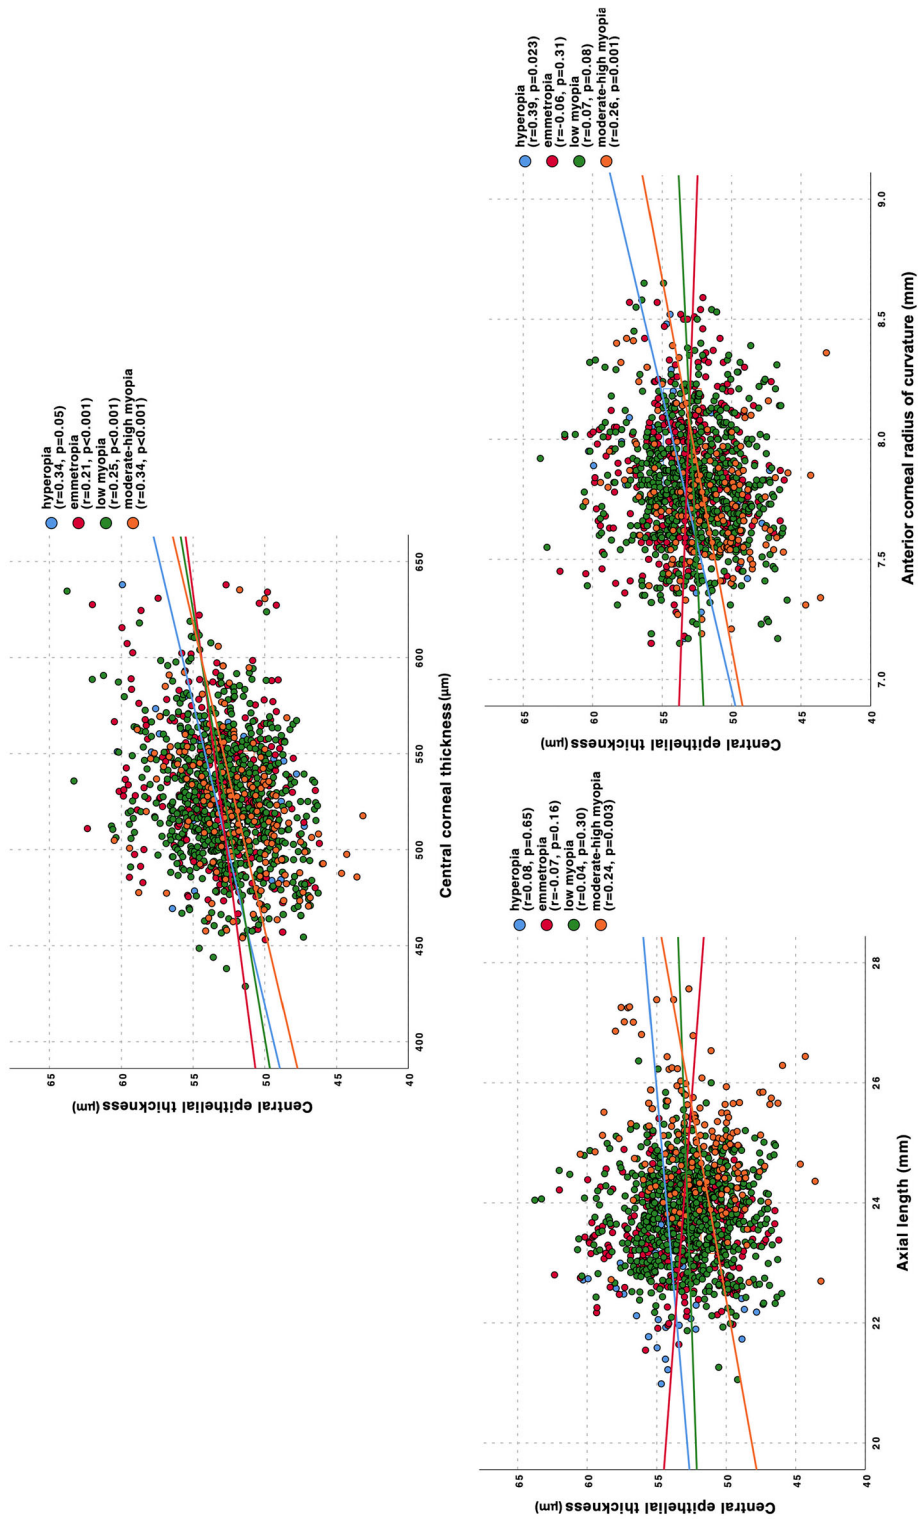 hyperopia
(r=0.34, p=0.05)
emmetropia
(r=0.21, p<0.001)
low myopia
(r=0.25, p<0.001)
moderate-high myopia
(r=0.34, p<0.001)
Central epithelial thickness (µm)
65
60
55
50
45
40
400
450
500
550
600
650
Central corneal thickness (µm)
hyperopia
(r=0.08, p=0.65)
emmetropia
(r=-0.07, p=0.16)
low myopia
(r=0.04, p=0.30)
moderate-high myopia
(r=0.24, p=0.003)
Central epithelial thickness (µm)
65
60
55
50
45
40
20
22
24
26
28
Axial length (mm)
hyperopia
(r=0.39, p=0.023)
emmetropia
(r=-0.06, p=0.31)
low myopia
(r=0.07, p=0.08)
moderate-high myopia
(r=0.26, p=0.001)
Central epithelial thickness (µm)
65
60
55
50
45
40
7.0
7.5
8.0
8.5
9.0
Anterior corneal radius of curvature (mm)